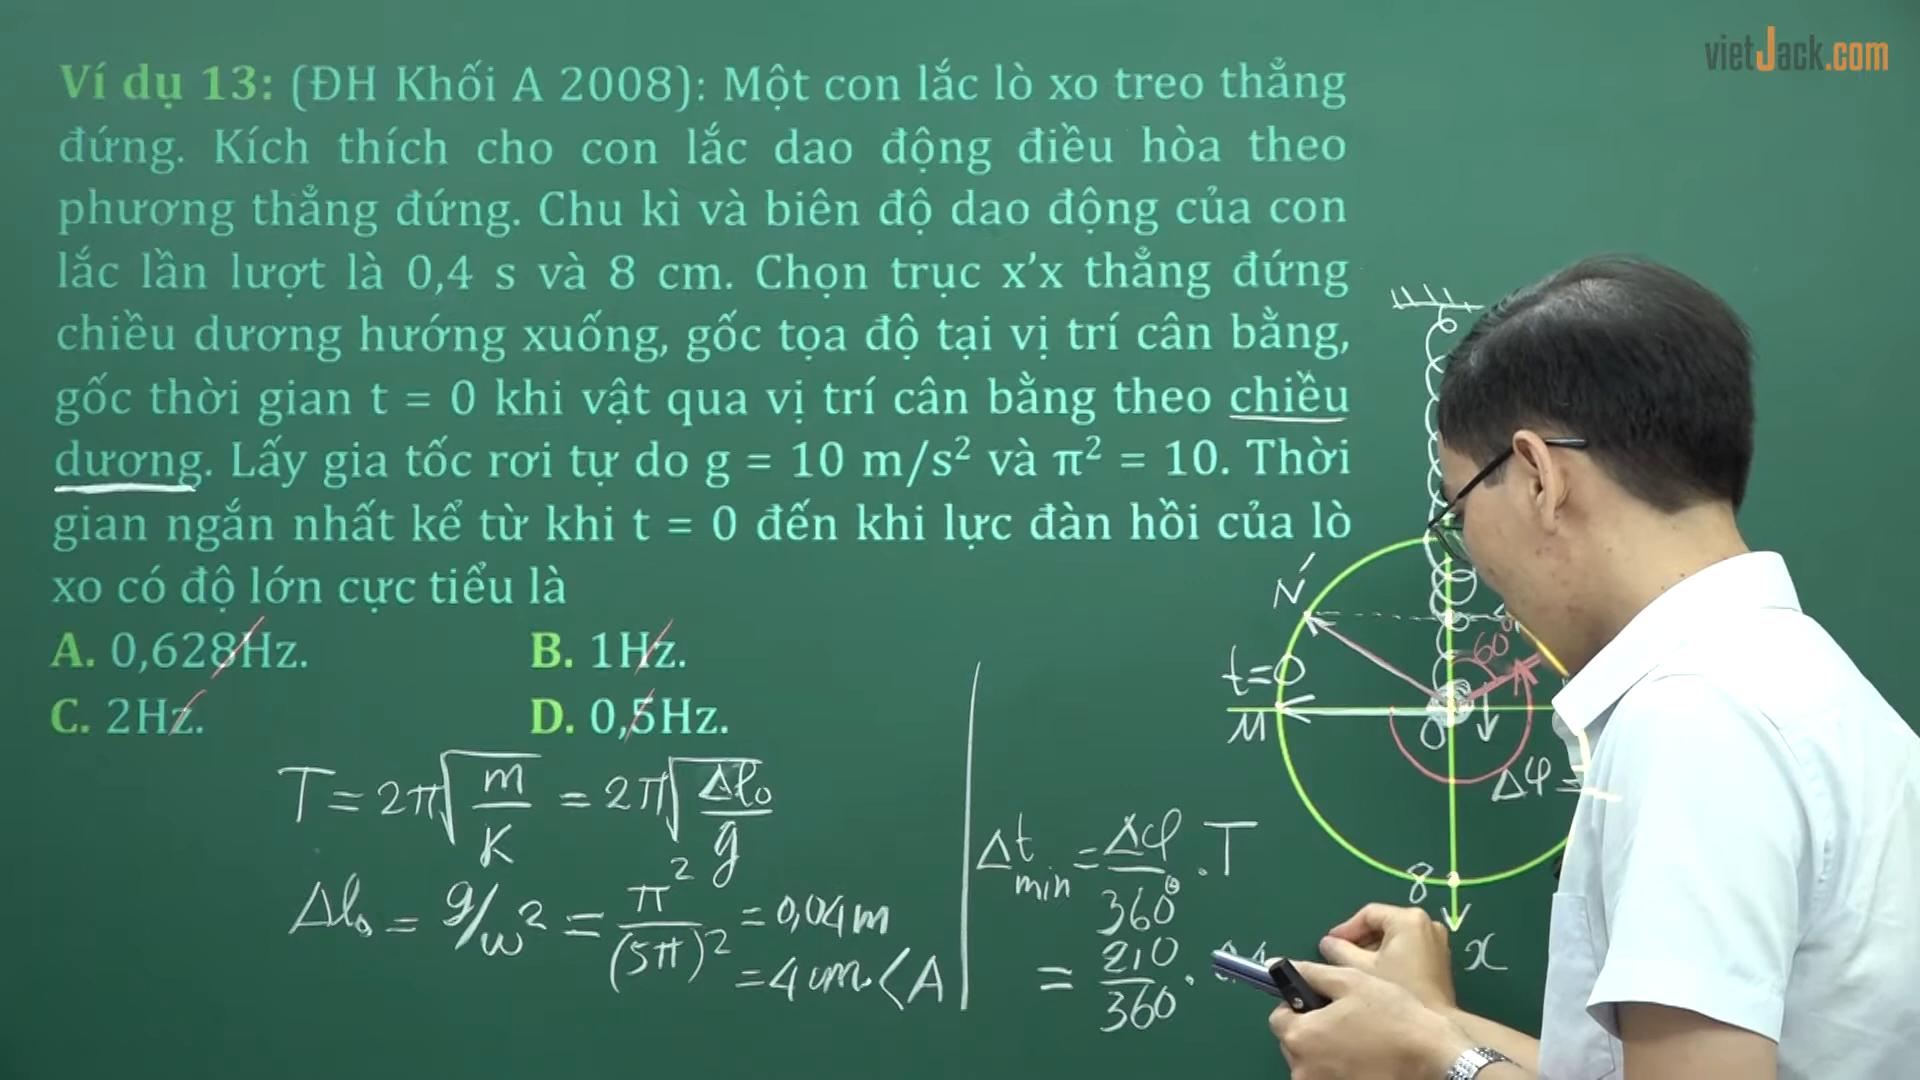 vietJack.com
Ví dụ 13: (ĐH Khối A 2008): Một con lắc lò xo treo thẳng
đứng. Kích thích cho con lắc dao động điều hòa theo
phương thẳng đứng. Chu kì và biên độ dao động của con
lắc lần lượt là 0,4 s và 8 cm. Chọn trục x’x thẳng đứng
chiều dương hướng xuống, gốc tọa độ tại vị trí cân bằng,
gốc thời gian t = 0 khi vật qua vị trí cân bằng theo chiều
dương. Lấy gia tốc rơi tự do g = 10 m/s² và π² = 10. Thời
gian ngắn nhất kể từ khi t = 0 đến khi lực đàn hồi của lò
xo có độ lớn cực tiểu là
A. 0,628Hz. B. 1Hz.
C. 2Hz. D. 0,5Hz.
T = 2π√(m/K) = 2π√(Δl₀/g)
Δl₀ = g/ω² = π²/(5π)² = 0,04m
= 4cm < A
Δt min = Δφ/360° . T
= 210/360 .
N'
60°
t=0
M
O
Δφ =
8
x